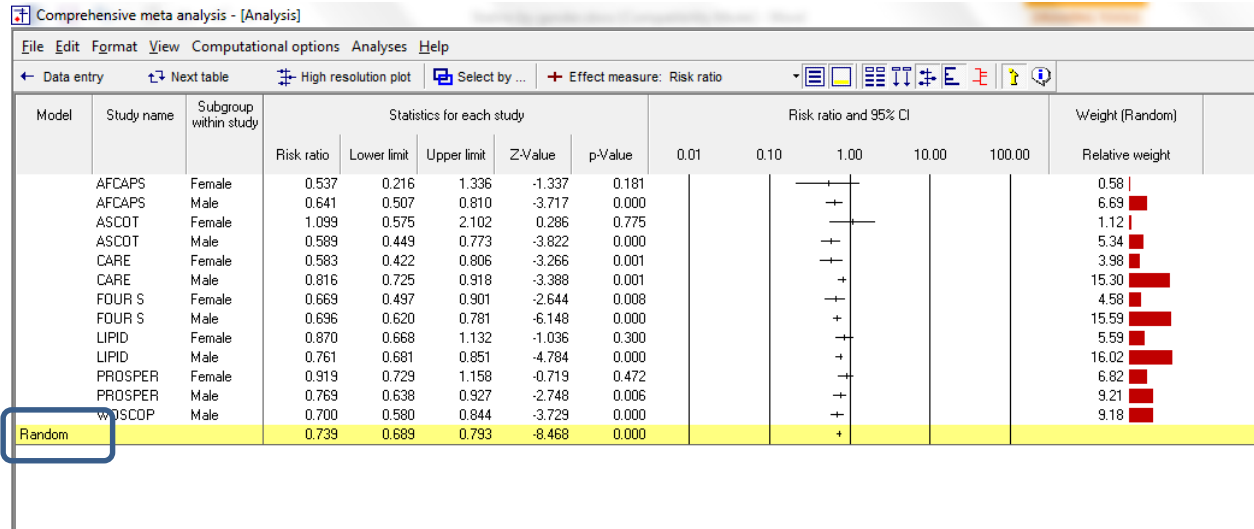 Comprehensive meta analysis - [Analysis]
File Edit Format View Computational options Analyses Help
← Data entry Next table High resolution plot Select by ... + Effect measure: Risk ratio
Model Study name Subgroup within study Statistics for each study Risk ratio and 95% CI Weight (Random)
Risk ratio Lower limit Upper limit Z-Value p-Value 0.01 0.10 1.00 10.00 100.00 Relative weight
AFCAPS Female 0.537 0.216 1.336 -1.337 0.181 0.58
AFCAPS Male 0.641 0.507 0.810 -3.717 0.000 6.69
ASCOT Female 1.099 0.575 2.102 0.286 0.775 1.12
ASCOT Male 0.589 0.449 0.773 -3.822 0.000 5.34
CARE Female 0.583 0.422 0.806 -3.266 0.001 3.98
CARE Male 0.816 0.725 0.918 -3.388 0.001 15.30
FOUR S Female 0.669 0.497 0.901 -2.644 0.008 4.58
FOUR S Male 0.696 0.620 0.781 -6.148 0.000 15.59
LIPID Female 0.870 0.668 1.132 -1.036 0.300 5.59
LIPID Male 0.761 0.681 0.851 -4.784 0.000 16.02
PROSPER Female 0.919 0.729 1.158 -0.719 0.472 6.82
PROSPER Male 0.769 0.638 0.927 -2.748 0.006 9.21
WOSCOP Male 0.700 0.580 0.844 -3.729 0.000 9.18
Random 0.739 0.689 0.793 -8.468 0.000